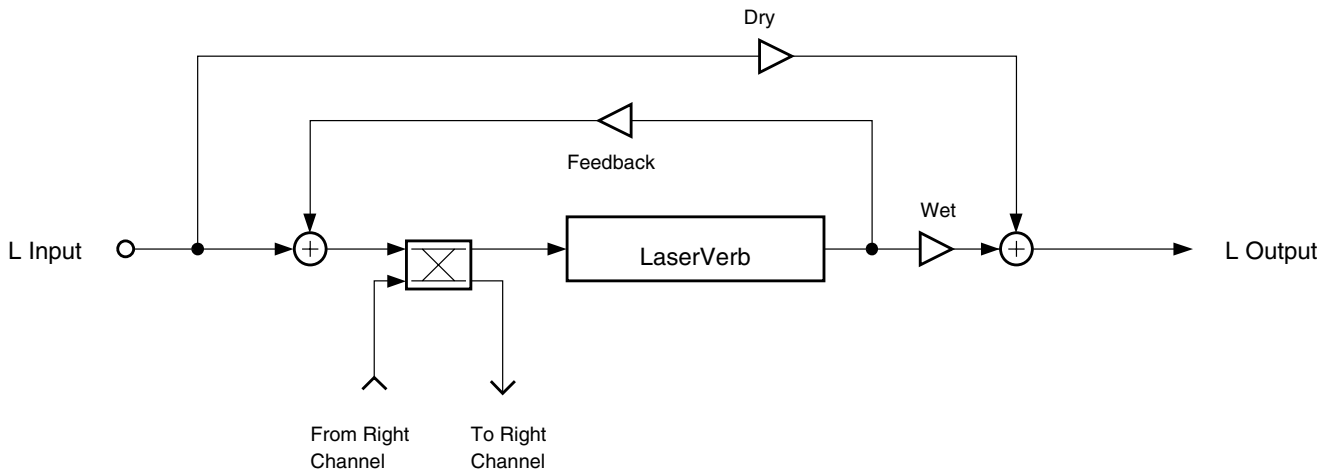 Dry
Feedback
Wet
L Input
LaserVerb
L Output
From Right
Channel
To Right
Channel